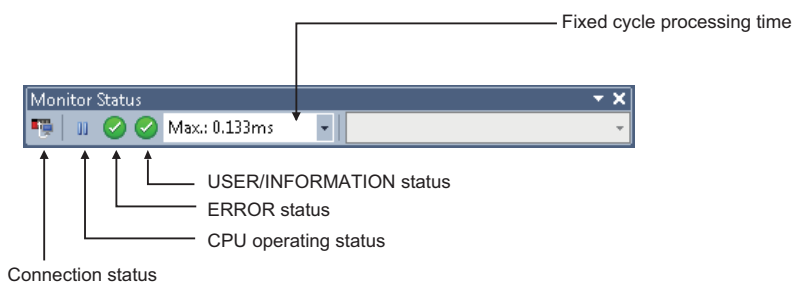 Fixed cycle processing time
Monitor Status
Max.: 0.133ms
USER/INFORMATION status
ERROR status
CPU operating status
Connection status